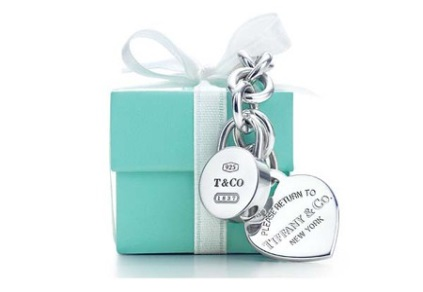 925
T&CO
1837
PLEASE RETURN TO
TIFFANY & Co.
NEW YORK